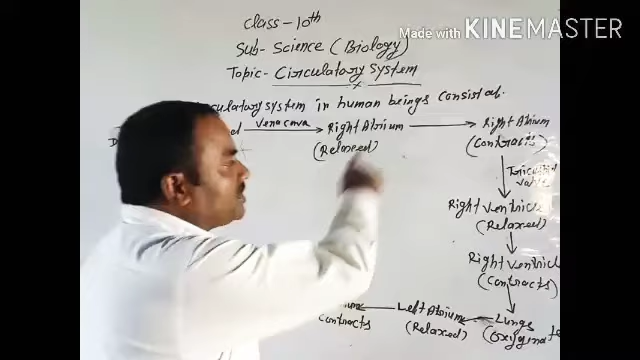 Class-10th
Made with KINEMASTER
Sub- Science (Biology)
Topic- Circulatory System
culatory system in human beings consist of.
Vena cava Right Atrium Right Atrium
(Relaxed) (Contracts)
Tricuspid
valve
Right ventricle
(Relaxed)
Right ventricle
(Contracts)
Left Atrium Lungs
Contracts (Relaxed) (Oxyginate